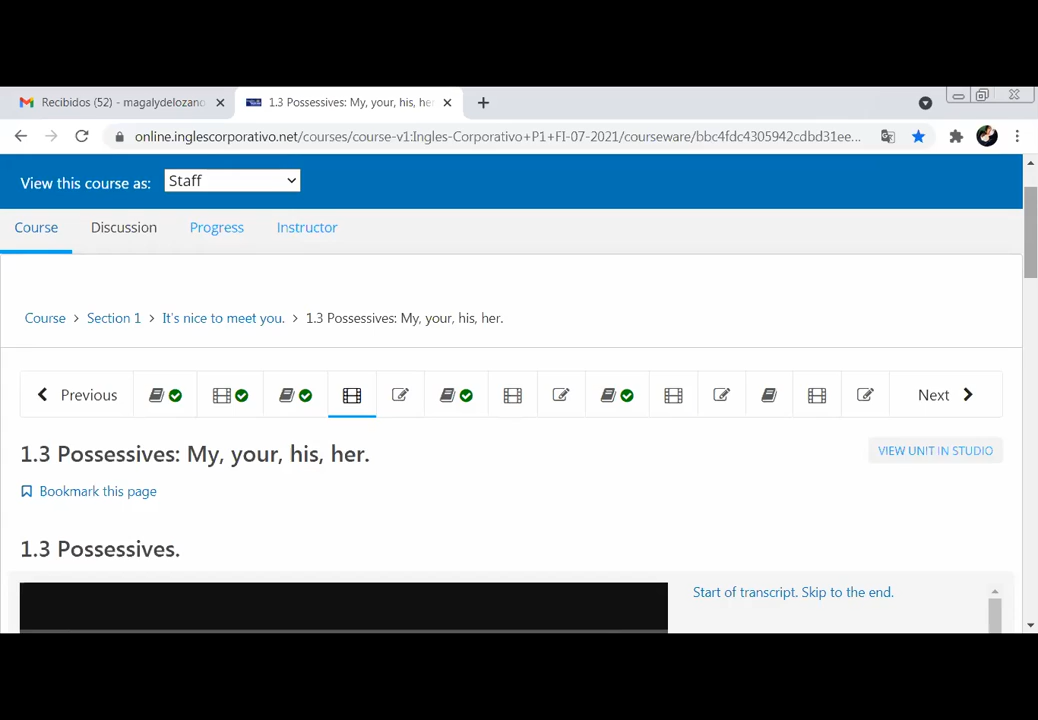 Recibidos (52) - magalydelozano
1.3 Possessives: My, your, his, he
online.inglescorporativo.net/courses/course-v1:Ingles-Corporativo+P1+FI-07-2021/courseware/bbc4fdc4305942cdbd31ee...
View this course as: Staff
Course Discussion Progress Instructor
Course > Section 1 > It's nice to meet you. > 1.3 Possessives: My, your, his, her.
Previous Next
1.3 Possessives: My, your, his, her.
VIEW UNIT IN STUDIO
Bookmark this page
1.3 Possessives.
Start of transcript. Skip to the end.